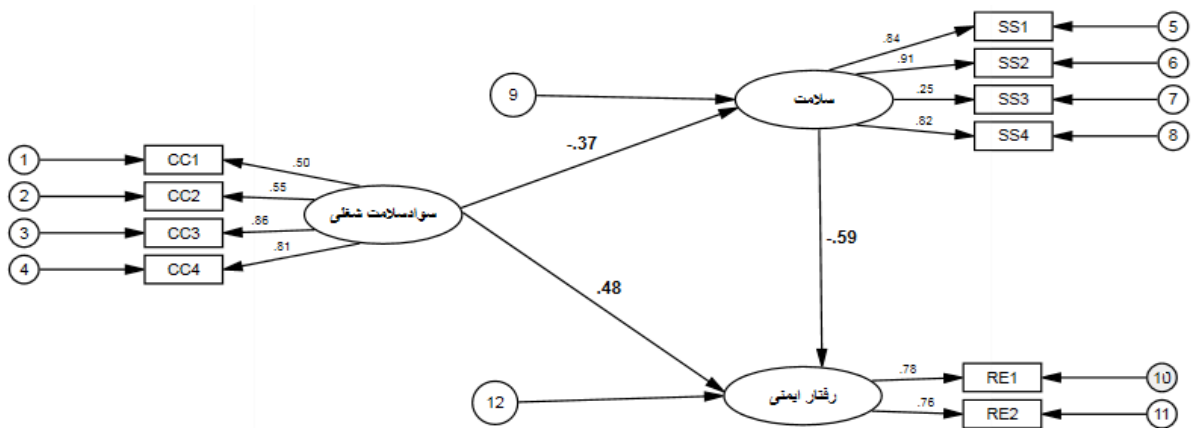 1
CC1
.50
2
CC2
.55
3
CC3
.86
4
CC4
.81
سوادسلامت شغلی
-.37
.48
9
سلامت
.84
SS1
5
.91
SS2
6
.25
SS3
7
.82
SS4
8
-.59
12
رفتار ایمنی
.78
RE1
10
.76
RE2
11